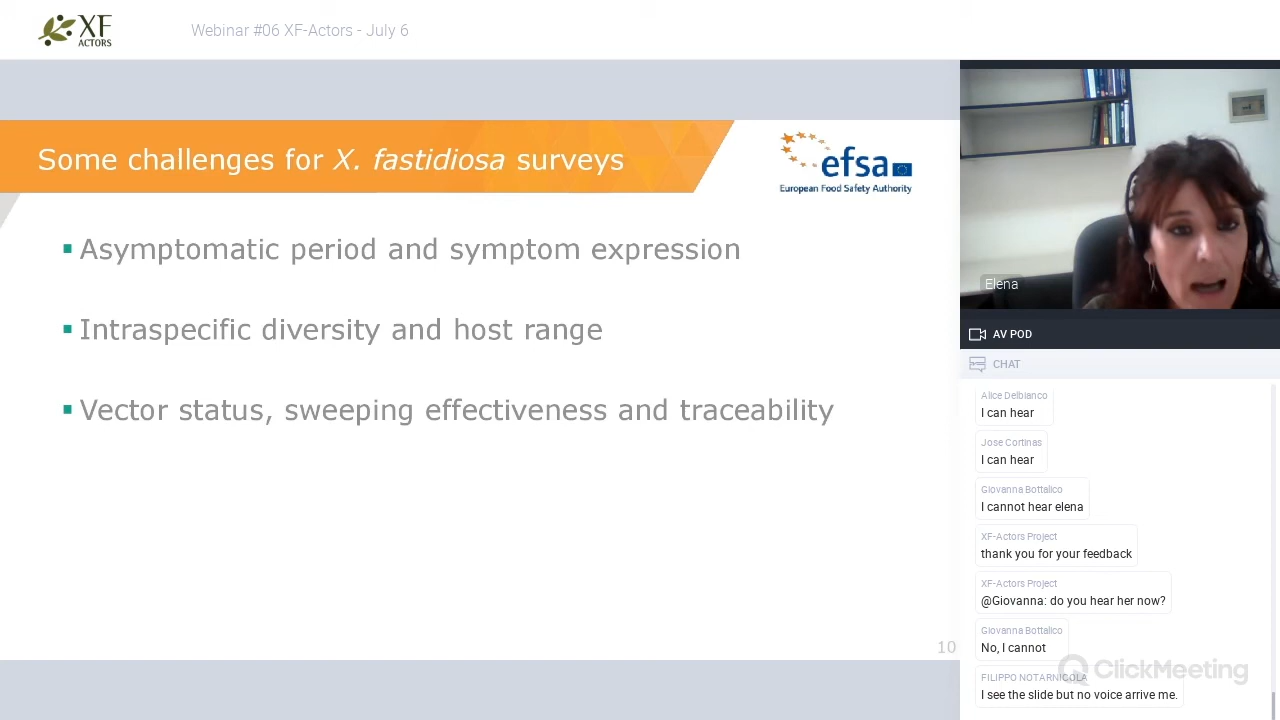 XF
ACTORS
Webinar #06 XF-Actors - July 6
Some challenges for X. fastidiosa surveys
efsa
European Food Safety Authority
Asymptomatic period and symptom expression
Intraspecific diversity and host range
Vector status, sweeping effectiveness and traceability
10
Elena
AV POD
CHAT
Alice Delbianco
I can hear
Jose Cortinas
I can hear
Giovanna Bottalico
I cannot hear elena
XF-Actors Project
thank you for your feedback
XF-Actors Project
@Giovanna: do you hear her now?
Giovanna Bottalico
No, I cannot
ClickMeeting
FILIPPO NOTARNICOLA
I see the slide but no voice arrive me.